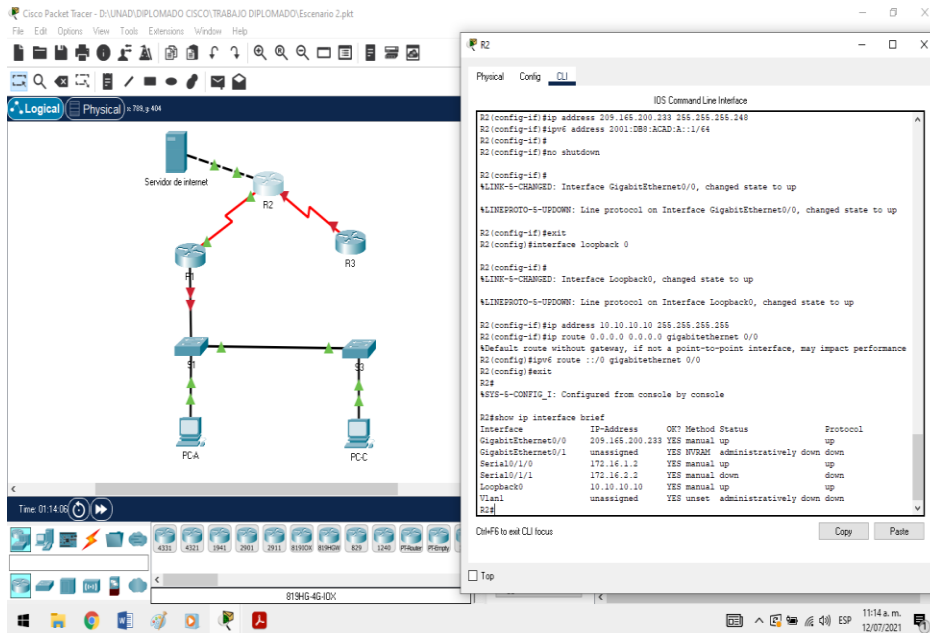 Cisco Packet Tracer - D:\UNAD\DIPLOMADO CISCO\TRABAJO DIPLOMADO\Escenario 2.pkt
File Edit Options View Tools Extensions Window Help
Logical Physical x: 789, y: 404
Servidor de internet
R2
R3
R1
S1
S3
PC-A
PC-C
Time: 01:14:06
4331 4321 1941 2901 2911 819IOX 819HGW 829 1240 PT-Router PT-Empty
819HG-4G-IOX
R2
Physical Config CLI
IOS Command Line Interface
R2(config-if)#ip address 209.165.200.233 255.255.255.248
R2(config-if)#ipv6 address 2001:DB8:ACAD:A::1/64
R2(config-if)#
R2(config-if)#no shutdown
R2(config-if)#
%LINK-5-CHANGED: Interface GigabitEthernet0/0, changed state to up
%LINEPROTO-5-UPDOWN: Line protocol on Interface GigabitEthernet0/0, changed state to up
R2(config-if)#exit
R2(config)#interface loopback 0
R2(config-if)#
%LINK-5-CHANGED: Interface Loopback0, changed state to up
%LINEPROTO-5-UPDOWN: Line protocol on Interface Loopback0, changed state to up
R2(config-if)#ip address 10.10.10.10 255.255.255.255
R2(config-if)#ip route 0.0.0.0 0.0.0.0 gigabitethernet 0/0
%Default route without gateway, if not a point-to-point interface, may impact performance
R2(config)#ipv6 route ::/0 gigabitethernet 0/0
R2(config)#exit
R2#
%SYS-5-CONFIG_I: Configured from console by console
R2#show ip interface brief
Interface IP-Address OK? Method Status Protocol
GigabitEthernet0/0 209.165.200.233 YES manual up up
GigabitEthernet0/1 unassigned YES NVRAM administratively down down
Serial0/1/0 172.16.1.2 YES manual up up
Serial0/1/1 172.16.2.2 YES manual down down
Loopback0 10.10.10.10 YES manual up up
Vlan1 unassigned YES unset administratively down down
R2#
Ctrl+F6 to exit CLI focus
Copy Paste
Top
ESP
11:14 a. m.
12/07/2021